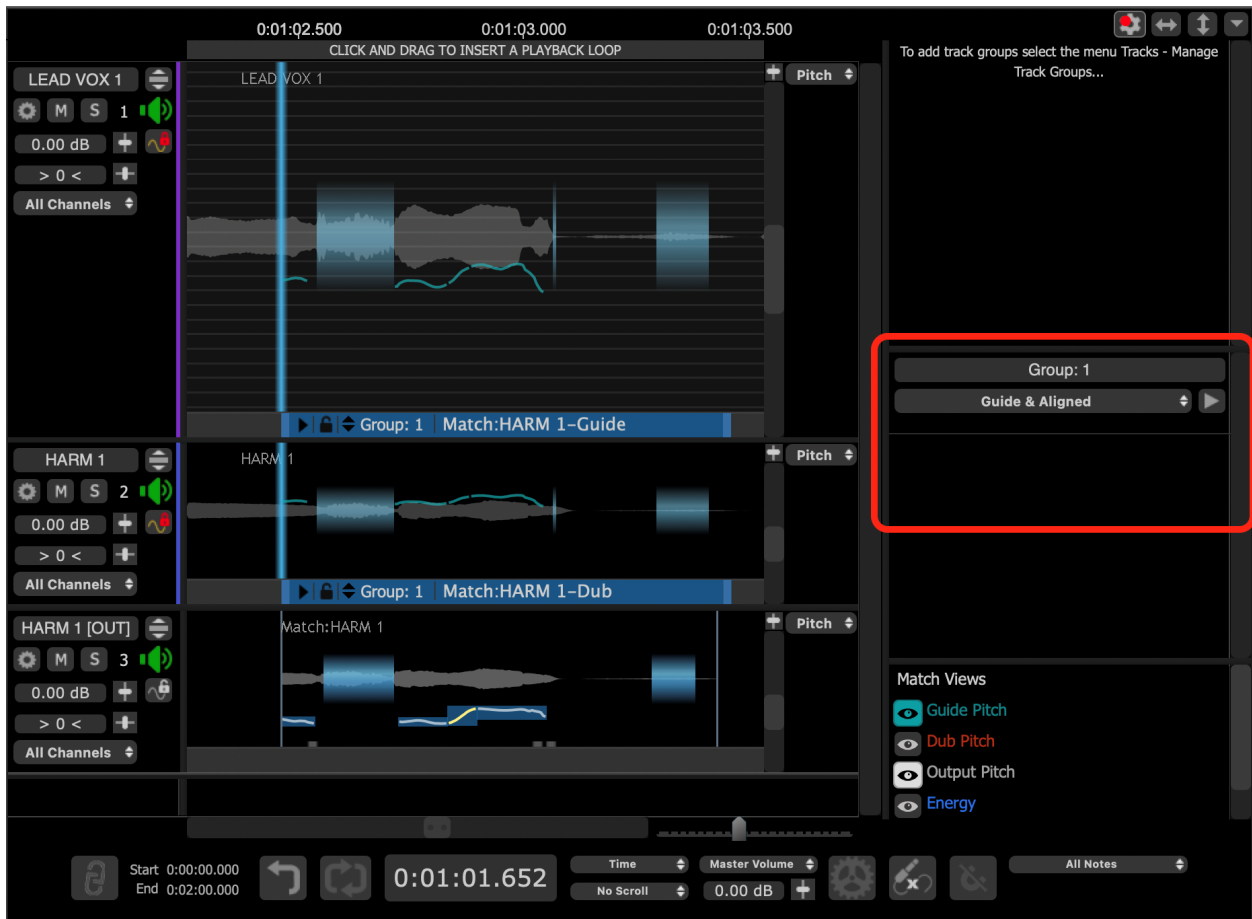 0:01:02.500 0:01:03.000 0:01:03.500
CLICK AND DRAG TO INSERT A PLAYBACK LOOP
To add track groups select the menu Tracks - Manage
Track Groups...
LEAD VOX 1
LEAD VOX 1
Pitch
M S 1
0.00 dB
> 0 <
All Channels
Group: 1 Match:HARM 1-Guide
Group: 1
Guide & Aligned
HARM 1
HARM 1
Pitch
M S 2
0.00 dB
> 0 <
All Channels
Group: 1 Match:HARM 1-Dub
HARM 1 [OUT]
Match:HARM 1
Pitch
M S 3
0.00 dB
> 0 <
All Channels
Match Views
Guide Pitch
Dub Pitch
Output Pitch
Energy
Start 0:00:00.000
End 0:02:00.000
0:01:01.652
Time
No Scroll
Master Volume
0.00 dB
All Notes